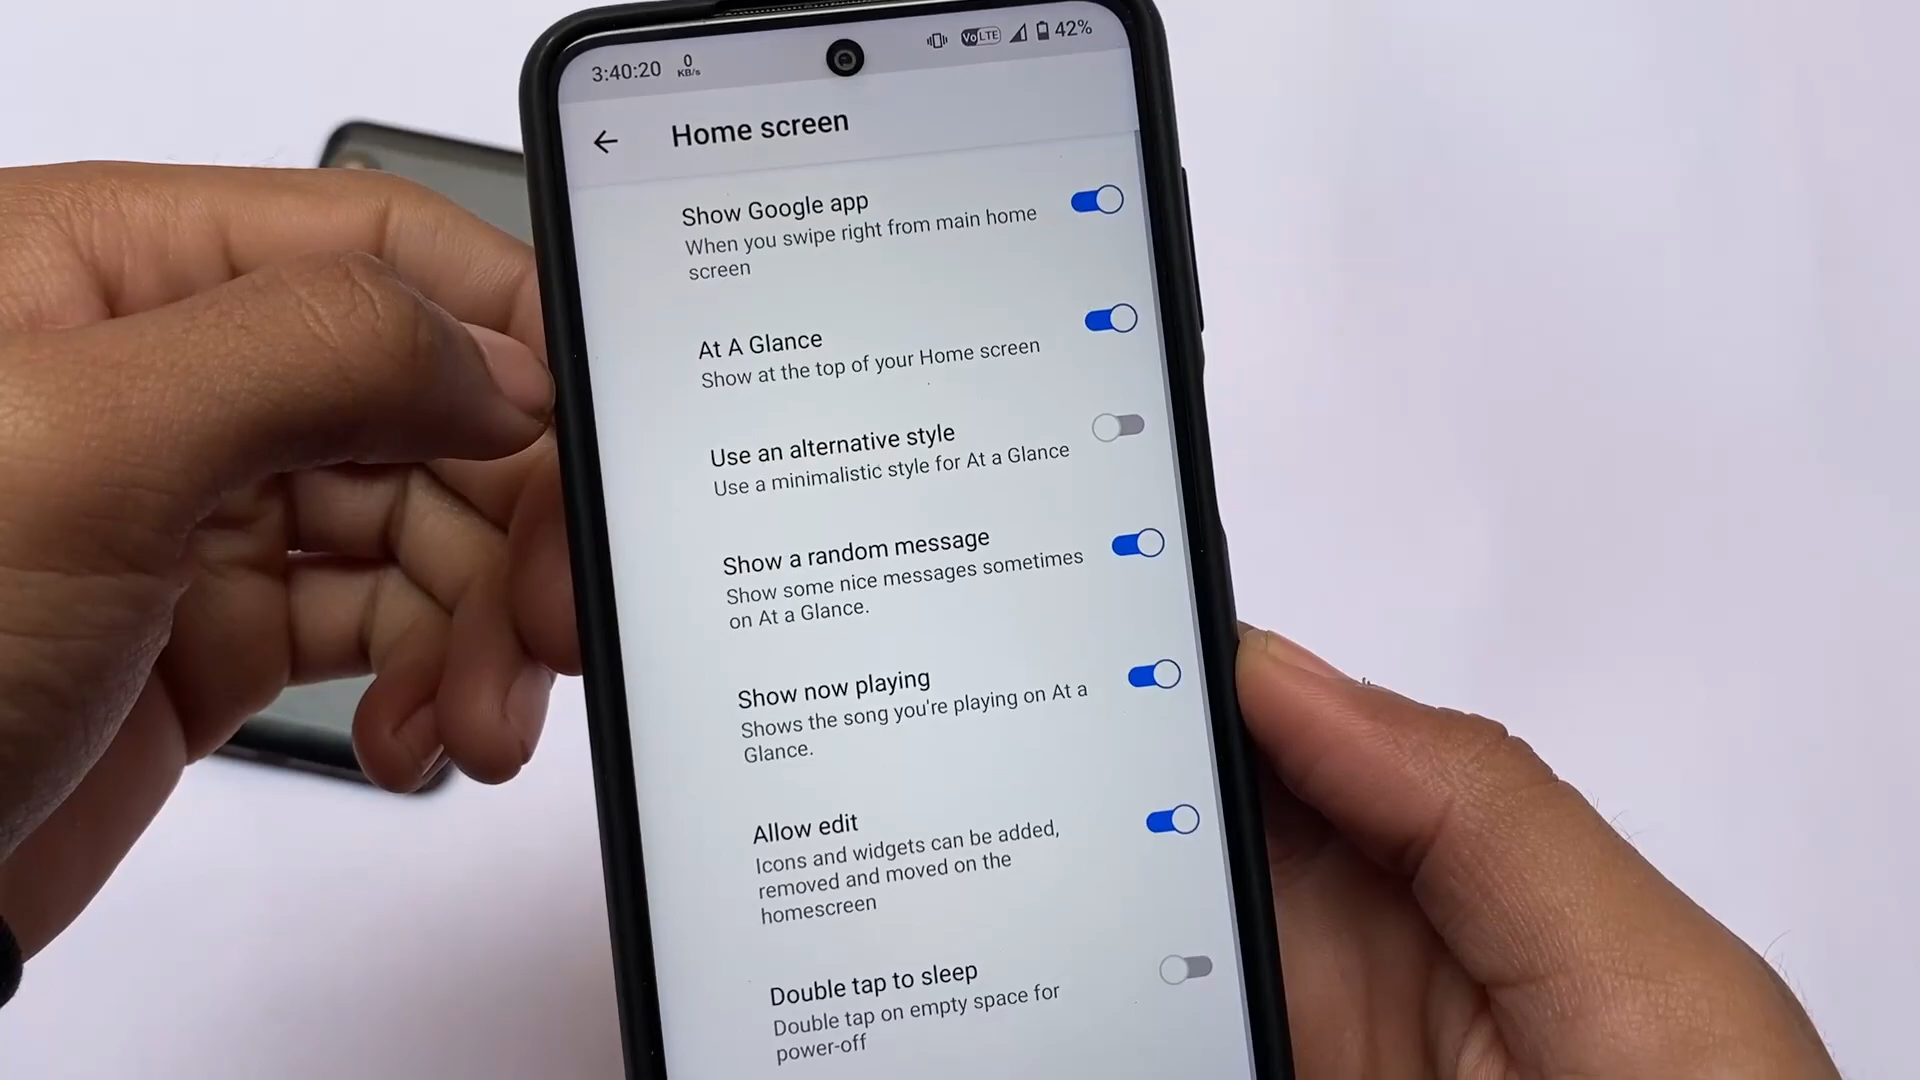 3:40:20 0 KB/s VoLTE 42%
Home screen
Show Google app
When you swipe right from main home
screen
At A Glance
Show at the top of your Home screen
Use an alternative style
Use a minimalistic style for At a Glance
Show a random message
Show some nice messages sometimes
on At a Glance.
Show now playing
Shows the song you're playing on At a
Glance.
Allow edit
Icons and widgets can be added,
removed and moved on the
homescreen
Double tap to sleep
Double tap on empty space for
power-off